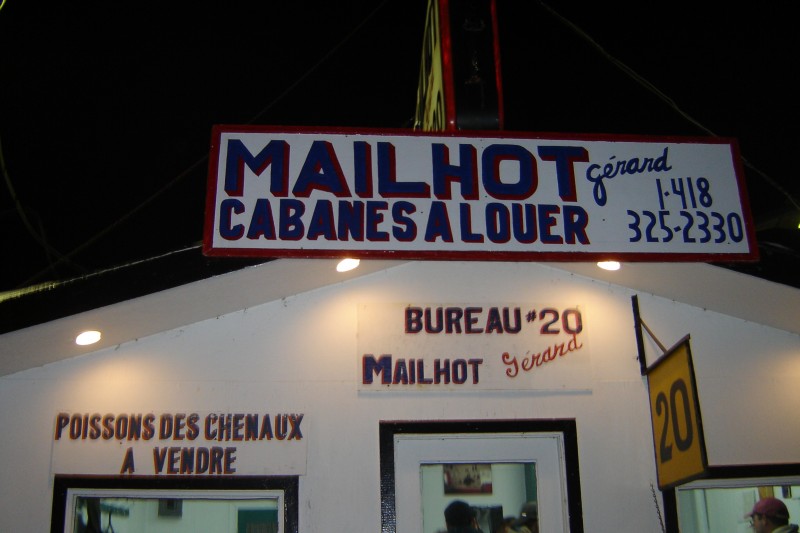 MAILHOT Gérard
1-418
CABANES A LOUER 325-2330
BUREAU #20
MAILHOT Gérard
20
POISSONS DES CHENAUX
A VENDRE